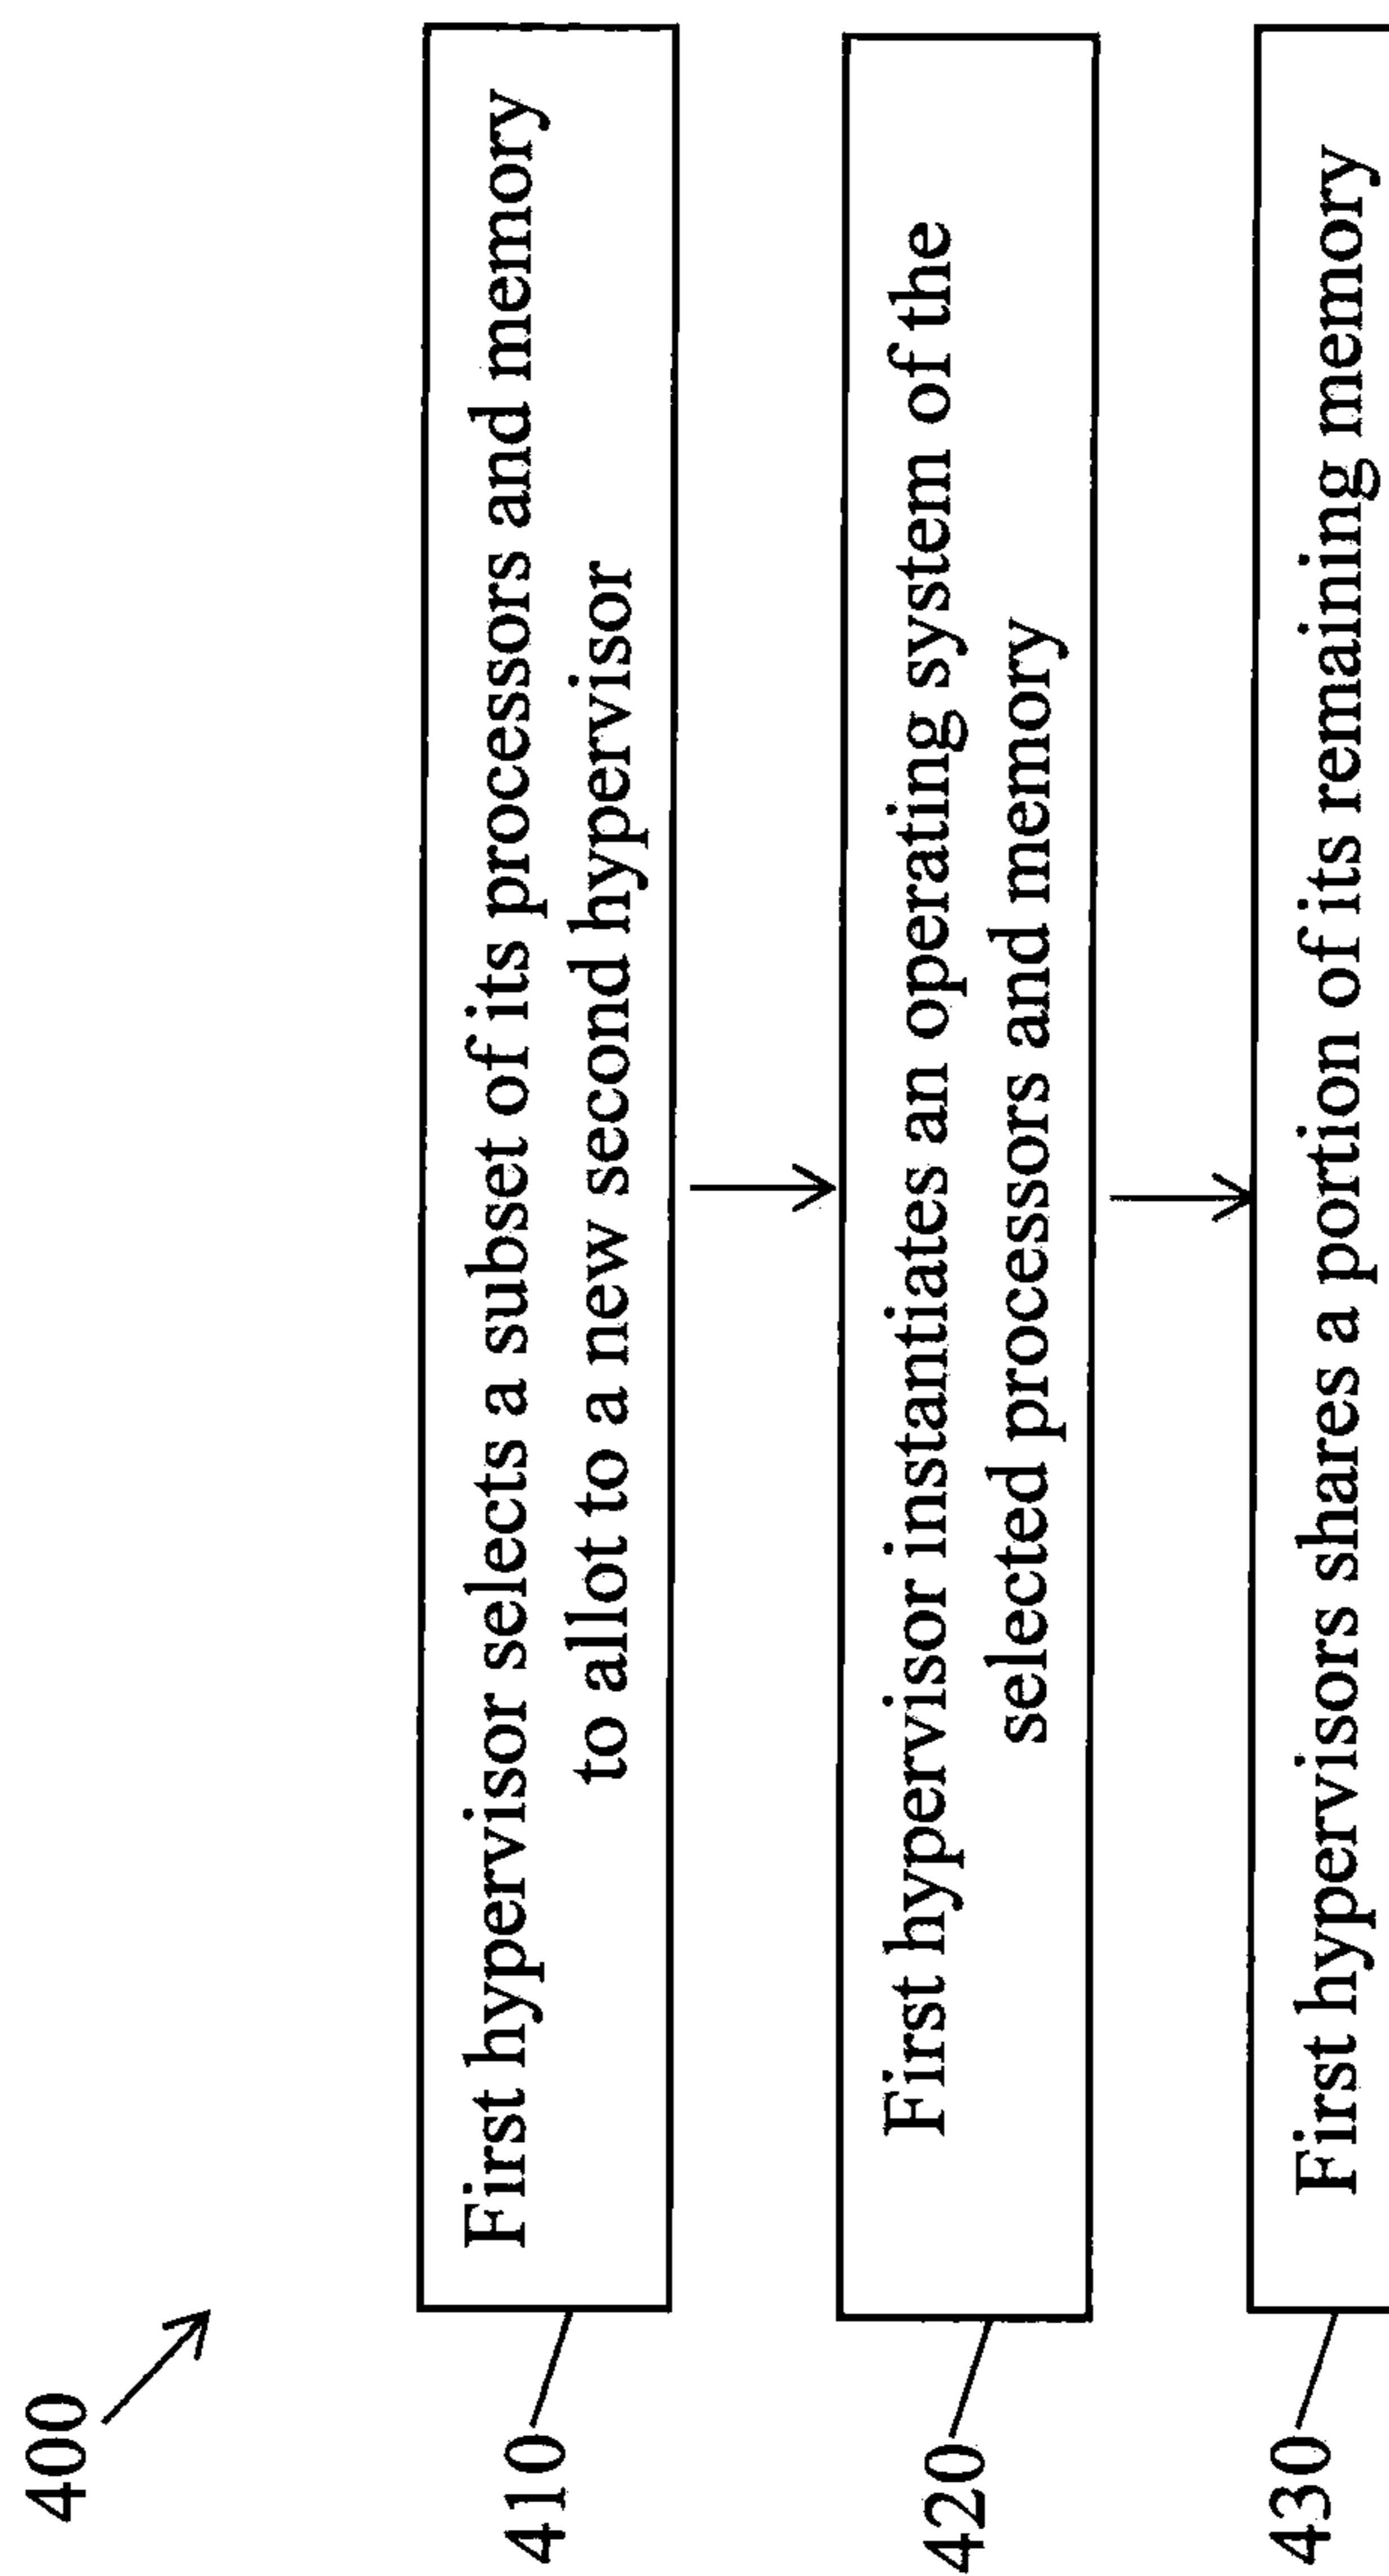 400
410
First hypervisor selects a subset of its processors and memory
to allot to a new second hypervisor
420
First hypervisor instantiates an operating system of the
selected processors and memory
430
First hypervisors shares a portion of its remaining memory